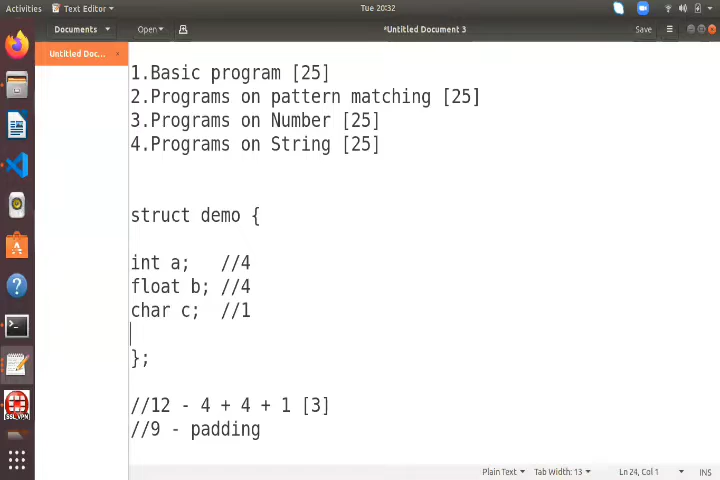 Activities Text Editor Tue 20:32
Documents Open *Untitled Document 3 Save
Untitled Doc...
1.Basic program [25]
2.Programs on pattern matching [25]
3.Programs on Number [25]
4.Programs on String [25]
struct demo {
int a; //4
float b; //4
char c; //1
};
//12 - 4 + 4 + 1 [3]
//9 - padding
[SSL_VPN]
Plain Text Tab Width: 13 Ln 24, Col 1 INS